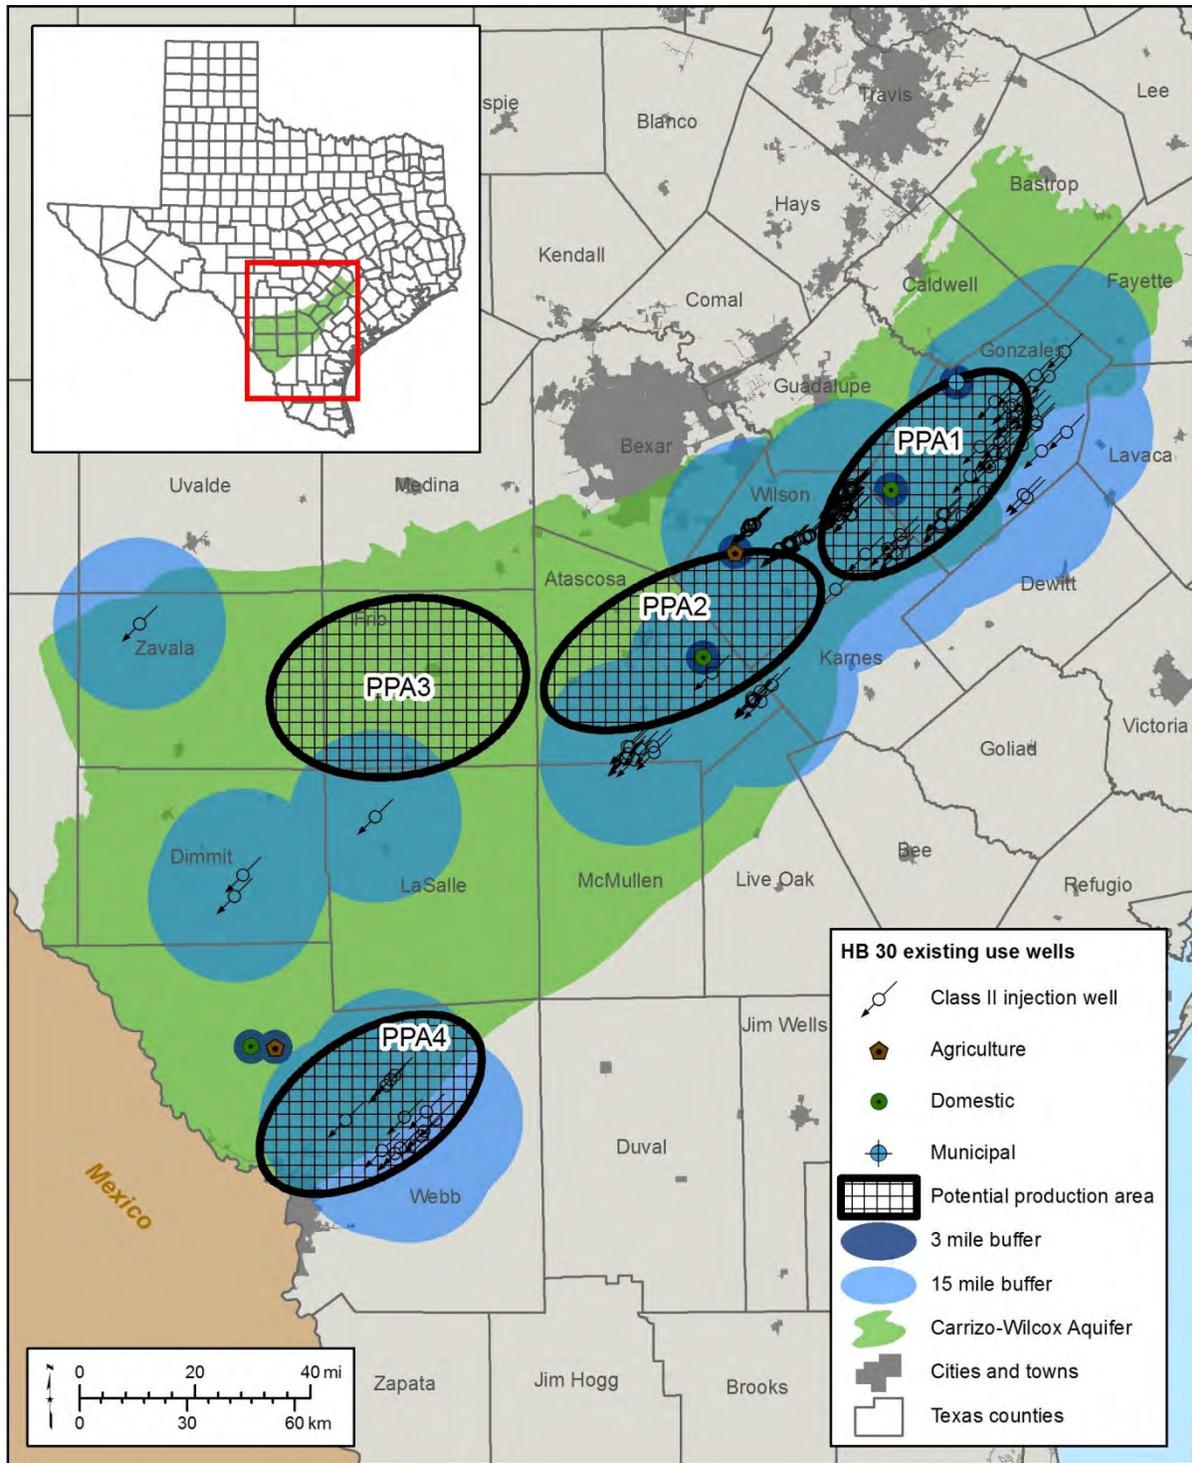 spie
Blanco
Travis
Lee
Bastrop
Hays
Kendall
Caldwell
Fayette
Comal
Gonzales
Guadalupe
PPA1
Bexar
Lavaca
Uvalde
Medina
Wilson
Atascosa
Dewitt
PPA2
Frio
Zavala
Karnes
PPA3
Victoria
Goliad
Dimmit
Bee
LaSalle
McMullen
Live Oak
Refugio
Jim Wells
PPA4
Duval
Webb
Mexico
Zapata
Jim Hogg
Brooks
HB 30 existing use wells
Class II injection well
Agriculture
Domestic
Municipal
Potential production area
3 mile buffer
15 mile buffer
Carrizo-Wilcox Aquifer
Cities and towns
Texas counties
N
0 20 40 mi
0 30 60 km